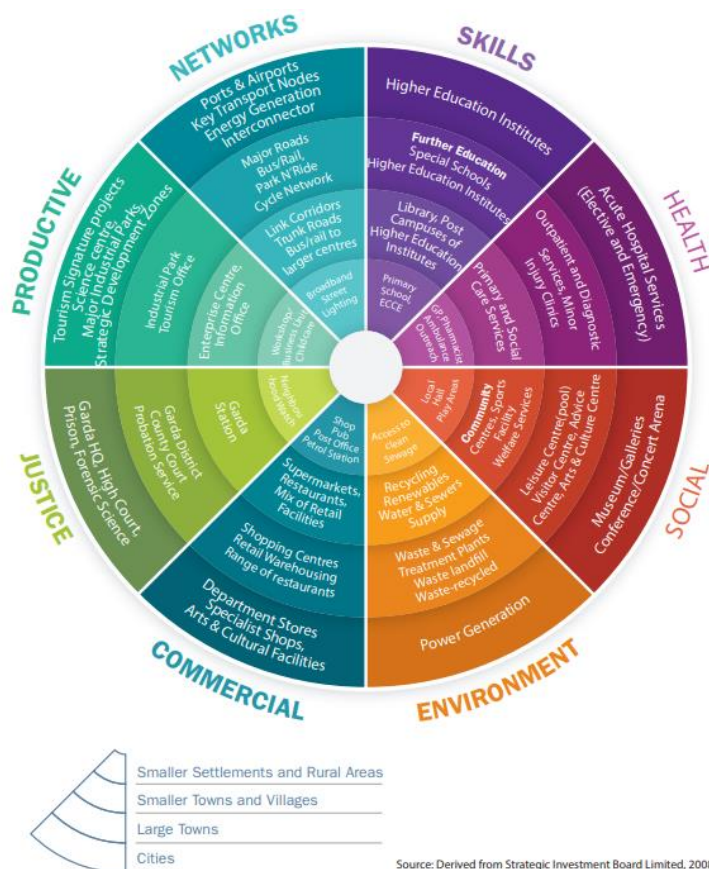 NETWORKS
Ports & Airports
Key Transport Nodes
Energy Generation
Interconnector
Major Roads
Bus/Rail,
Park N'Ride
Cycle Network
Link Corridors
Trunk Roads
Bus/rail to
larger centres
Broadband
Street
Lighting
SKILLS
Higher Education Institutes
Further Education
Special Schools
Higher Education Institutes
Library, Post
Campuses of
Higher Education
Institutes
Primary
School,
ECCE
HEALTH
Acute Hospital Services
(Elective and Emergency)
Outpatient and Diagnostic
Services, Minor
Injury Clinics
Primary and Social
Care Services
GP Pharmacist
Ambulance
Outreach
SOCIAL
Museum/Galleries
Conference/Concert Arena
Leisure Centre(pool)
Visitor Centre, Advice
Centre, Arts & Culture Centre
Community
Centres, Sports
Facility
Welfare Services
Local
Hall
Play Areas
ENVIRONMENT
Power Generation
Waste & Sewage
Treatment Plants
Waste landfill
Waste-recycled
Recycling
Renewables
Water & Sewers
Supply
Access to
clean
Sewage
COMMERCIAL
Department Stores
Specialist Shops,
Arts & Cultural Facilities
Shopping Centres
Retail Warehousing
Range of restaurants
Supermarkets,
Restaurants,
Mix of Retail
Facilities
Shop
Pub
Post Office
Petrol Station
JUSTICE
Garda HQ, High Court,
Prison, Forensic Science
Garda District
County Court
Probation Service
Garda
Station
Neighbou
-hood Watch
PRODUCTIVE
Tourism Signature projects
Science centre,
Major Industrial Parks,
Strategic Development Zones
Industrial Park
Tourism Office
Enterprise Centre,
Information
Office
Workshop/
Business Unit
Childcare
Smaller Settlements and Rural Areas
Smaller Towns and Villages
Large Towns
Cities
Source: Derived from Strategic Investment Board Limited, 2008